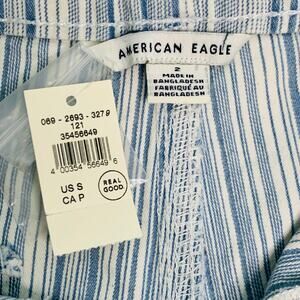 AMERICAN EAGLE
2
MADE IN
BANGLADESH
FABRIQUÉ AU
BANGLADESH
069 - 2693 - 3279
121
35456649
4 00354 56649 6
US S
CA P
REAL
GOOD.